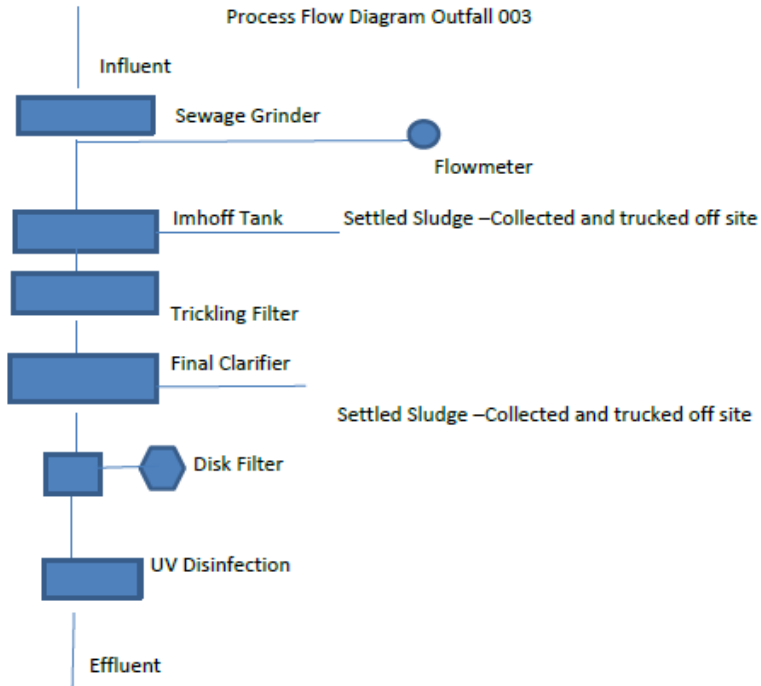 Process Flow Diagram Outfall 003
Influent
Sewage Grinder
Flowmeter
Imhoff Tank
Settled Sludge –Collected and trucked off site
Trickling Filter
Final Clarifier
Settled Sludge –Collected and trucked off site
Disk Filter
UV Disinfection
Effluent